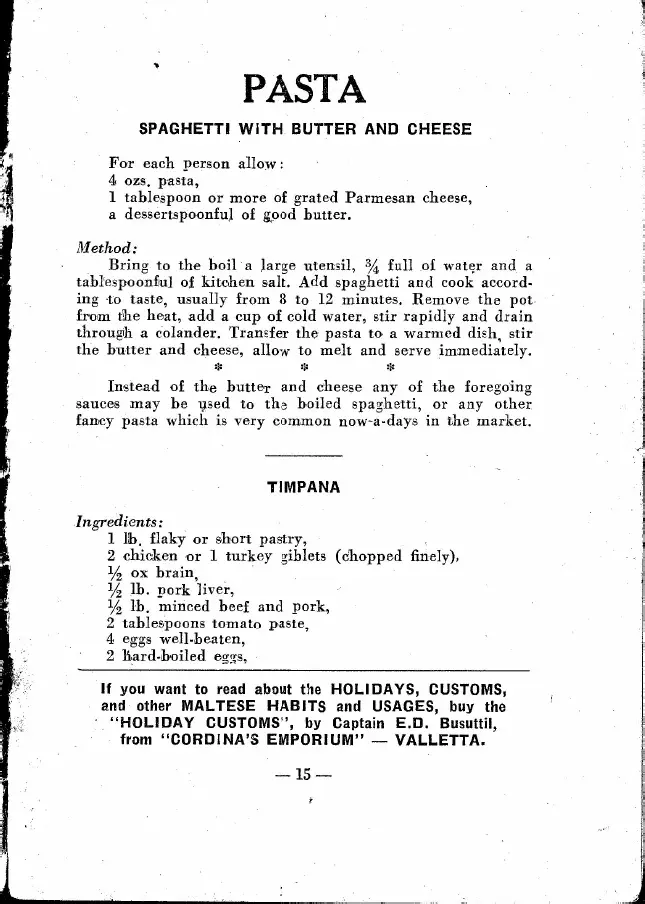 PASTA
SPAGHETTI WITH BUTTER AND CHEESE
For each person allow:
4 ozs. pasta,
1 tablespoon or more of grated Parmesan cheese,
a dessertspoonful of good butter.
Method:
Bring to the boil a large utensil, ¾ full of water and a
tablespoonful of kitchen salt. Add spaghetti and cook accord-
ing to taste, usually from 8 to 12 minutes. Remove the pot
from the heat, add a cup of cold water, stir rapidly and drain
through a colander. Transfer the pasta to a warmed dish, stir
the butter and cheese, allow to melt and serve immediately.
* * *
Instead of the butter and cheese any of the foregoing
sauces may be used to the boiled spaghetti, or any other
fancy pasta which is very common now-a-days in the market.
TIMPANA
Ingredients:
1 lb. flaky or short pastry,
2 chicken or 1 turkey giblets (chopped finely),
½ ox brain,
½ lb. pork liver,
½ lb. minced beef and pork,
2 tablespoons tomato paste,
4 eggs well-beaten,
2 hard-boiled eggs,
If you want to read about the HOLIDAYS, CUSTOMS,
and other MALTESE HABITS and USAGES, buy the
"HOLIDAY CUSTOMS", by Captain E.D. Busuttil,
from "CORDINA'S EMPORIUM" — VALLETTA.
— 15 —